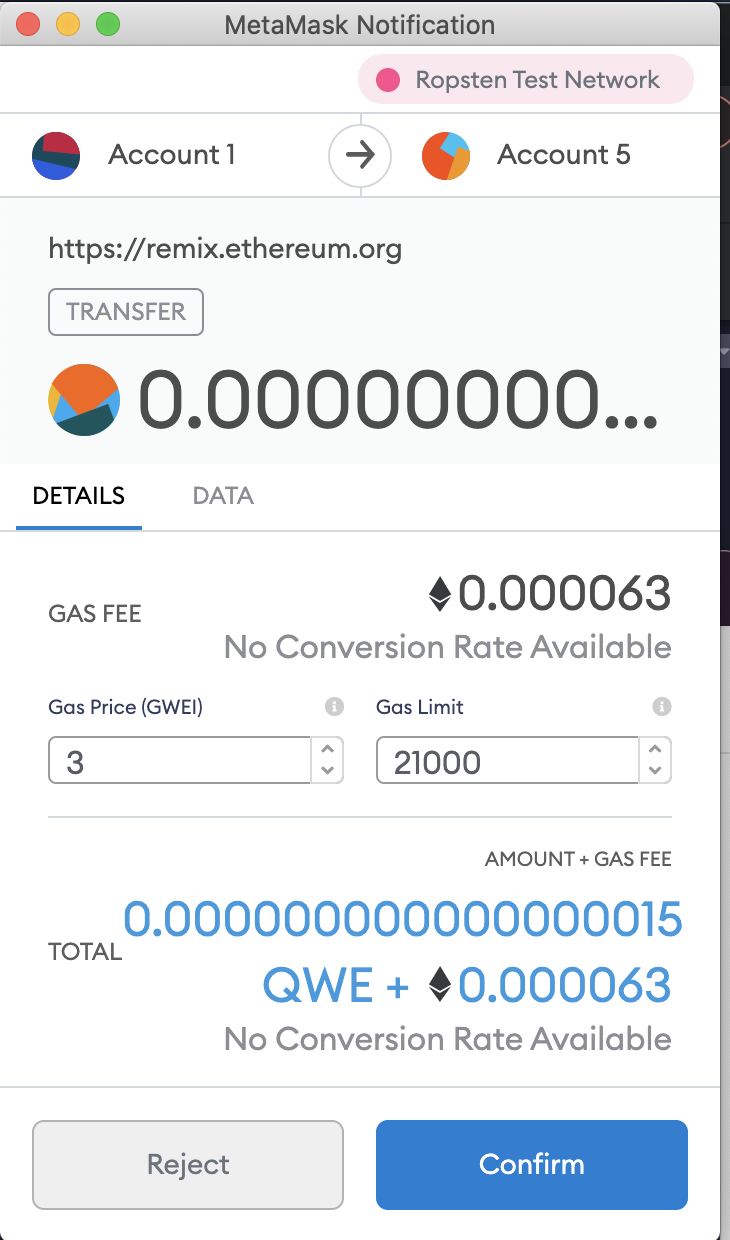 MetaMask Notification
Ropsten Test Network
Account 1
Account 5
https://remix.ethereum.org
TRANSFER
0.00000000...
DETAILS
DATA
GAS FEE
0.000063
No Conversion Rate Available
Gas Price (GWEI)
Gas Limit
3
21000
AMOUNT + GAS FEE
TOTAL
0.000000000000000015
QWE + 0.000063
No Conversion Rate Available
Reject
Confirm